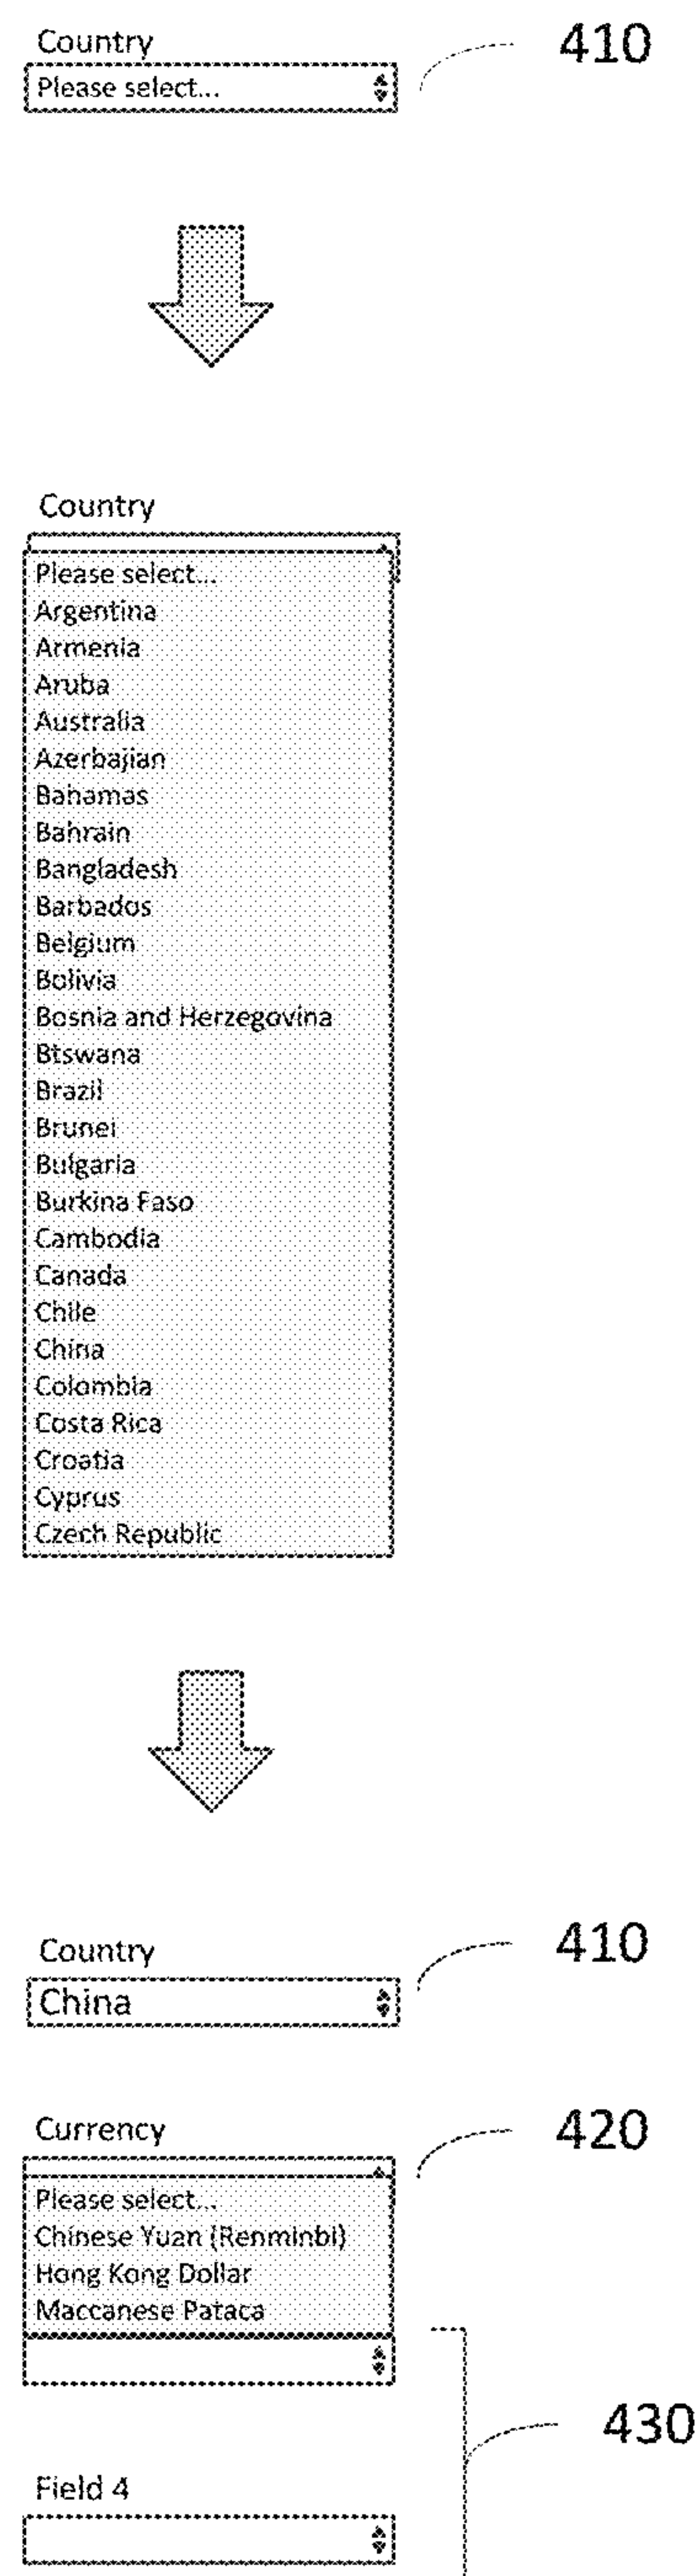 Country
410
Please select...
Country
Please select...
Argentina
Armenia
Aruba
Australia
Azerbajian
Bahamas
Bahrain
Bangladesh
Barbados
Belgium
Bolivia
Bosnia and Herzegovina
Btswana
Brazil
Brunei
Bulgaria
Burkina Faso
Cambodia
Canada
Chile
China
Colombia
Costa Rica
Croatia
Cyprus
Czech Republic
Country
410
China
Currency
420
Please select...
Chinese Yuan (Renminbi)
Hong Kong Dollar
Maccanese Pataca
430
Field 4